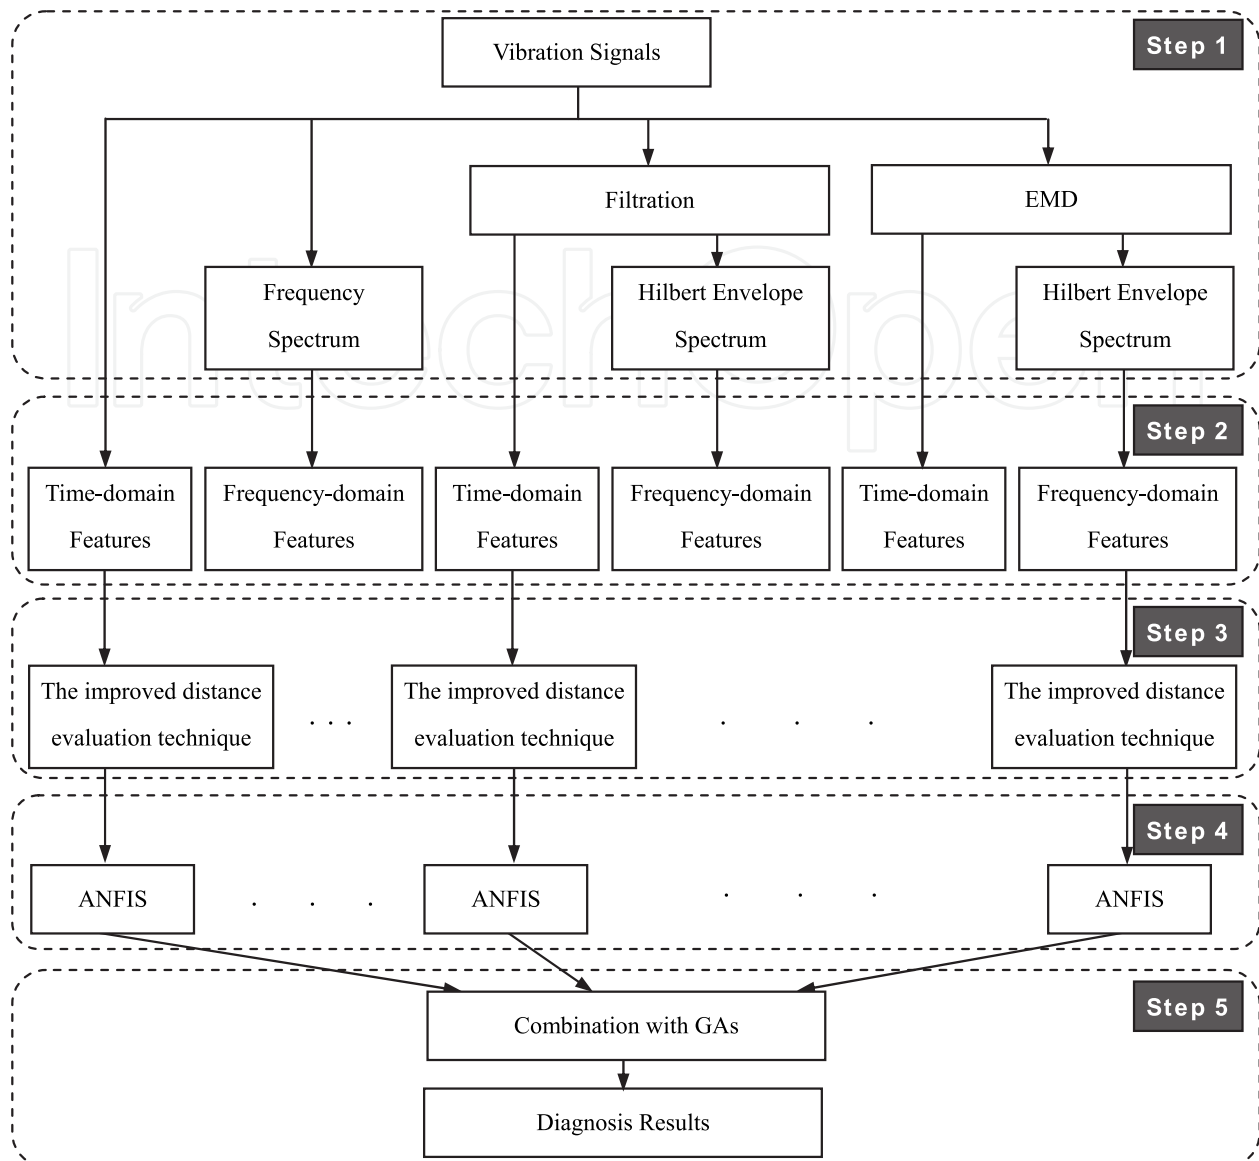 Step 1
Vibration Signals
Filtration
EMD
Frequency
Spectrum
Hilbert Envelope
Spectrum
Hilbert Envelope
Spectrum
IntechOpen
Step 2
Time-domain
Features
Frequency-domain
Features
Time-domain
Features
Frequency-domain
Features
Time-domain
Features
Frequency-domain
Features
Step 3
The improved distance
evaluation technique
. . .
The improved distance
evaluation technique
. . .
The improved distance
evaluation technique
Step 4
ANFIS
. . .
ANFIS
. . .
ANFIS
Step 5
Combination with GAs
Diagnosis Results